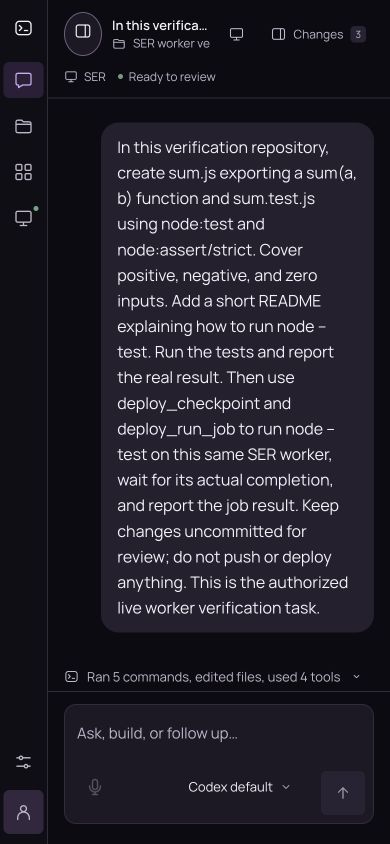 In this verifica...
SER worker ve
Changes 3
SER Ready to review
In this verification repository,
create sum.js exporting a sum(a,
b) function and sum.test.js
using node:test and
node:assert/strict. Cover
positive, negative, and zero
inputs. Add a short README
explaining how to run node –
test. Run the tests and report
the real result. Then use
deploy_checkpoint and
deploy_run_job to run node –
test on this same SER worker,
wait for its actual completion,
and report the job result. Keep
changes uncommitted for
review; do not push or deploy
anything. This is the authorized
live worker verification task.
Ran 5 commands, edited files, used 4 tools
Ask, build, or follow up...
Codex default